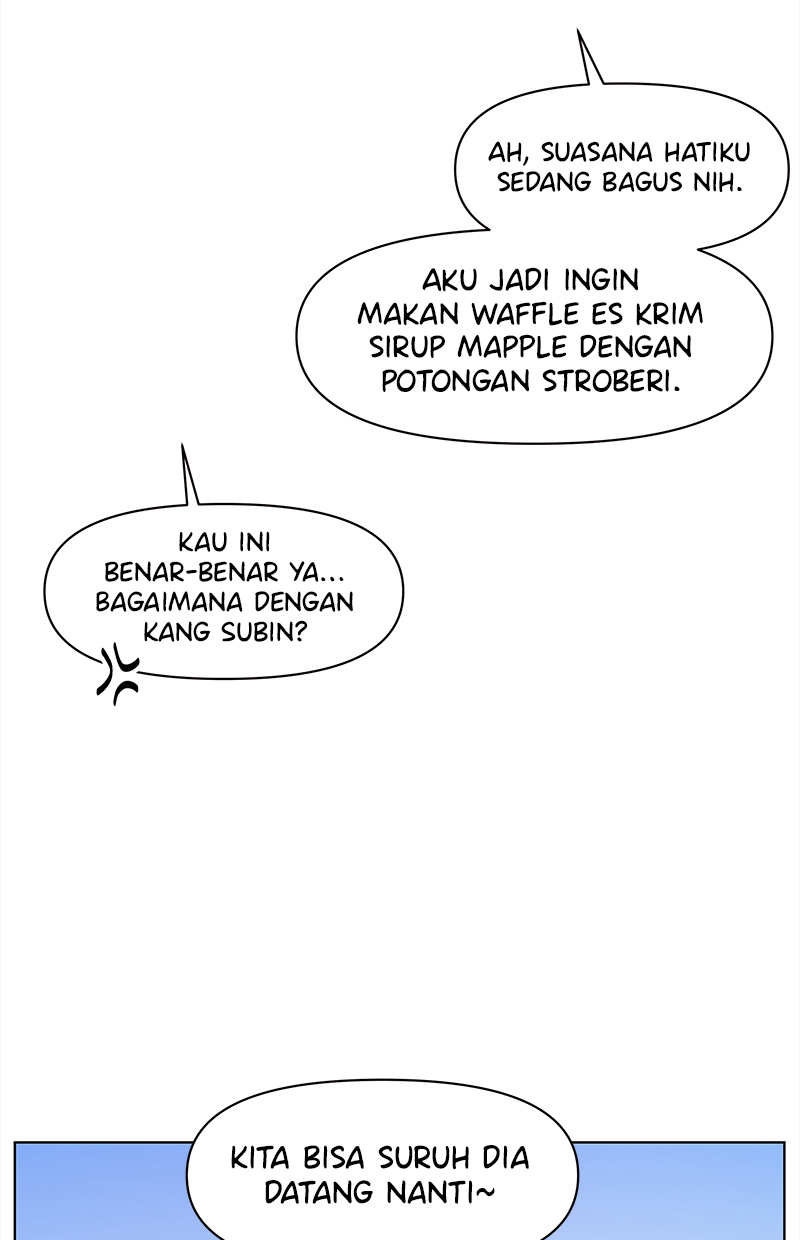 AH, SUASANA HATIKU
SEDANG BAGUS NIH.
AKU JADI INGIN
MAKAN WAFFLE ES KRIM
SIRUP MAPPLE DENGAN
POTONGAN STROBERI.
KAU INI
BENAR-BENAR YA...
BAGAIMANA DENGAN
KANG SUBIN?
KITA BISA SURUH DIA
DATANG NANTI~